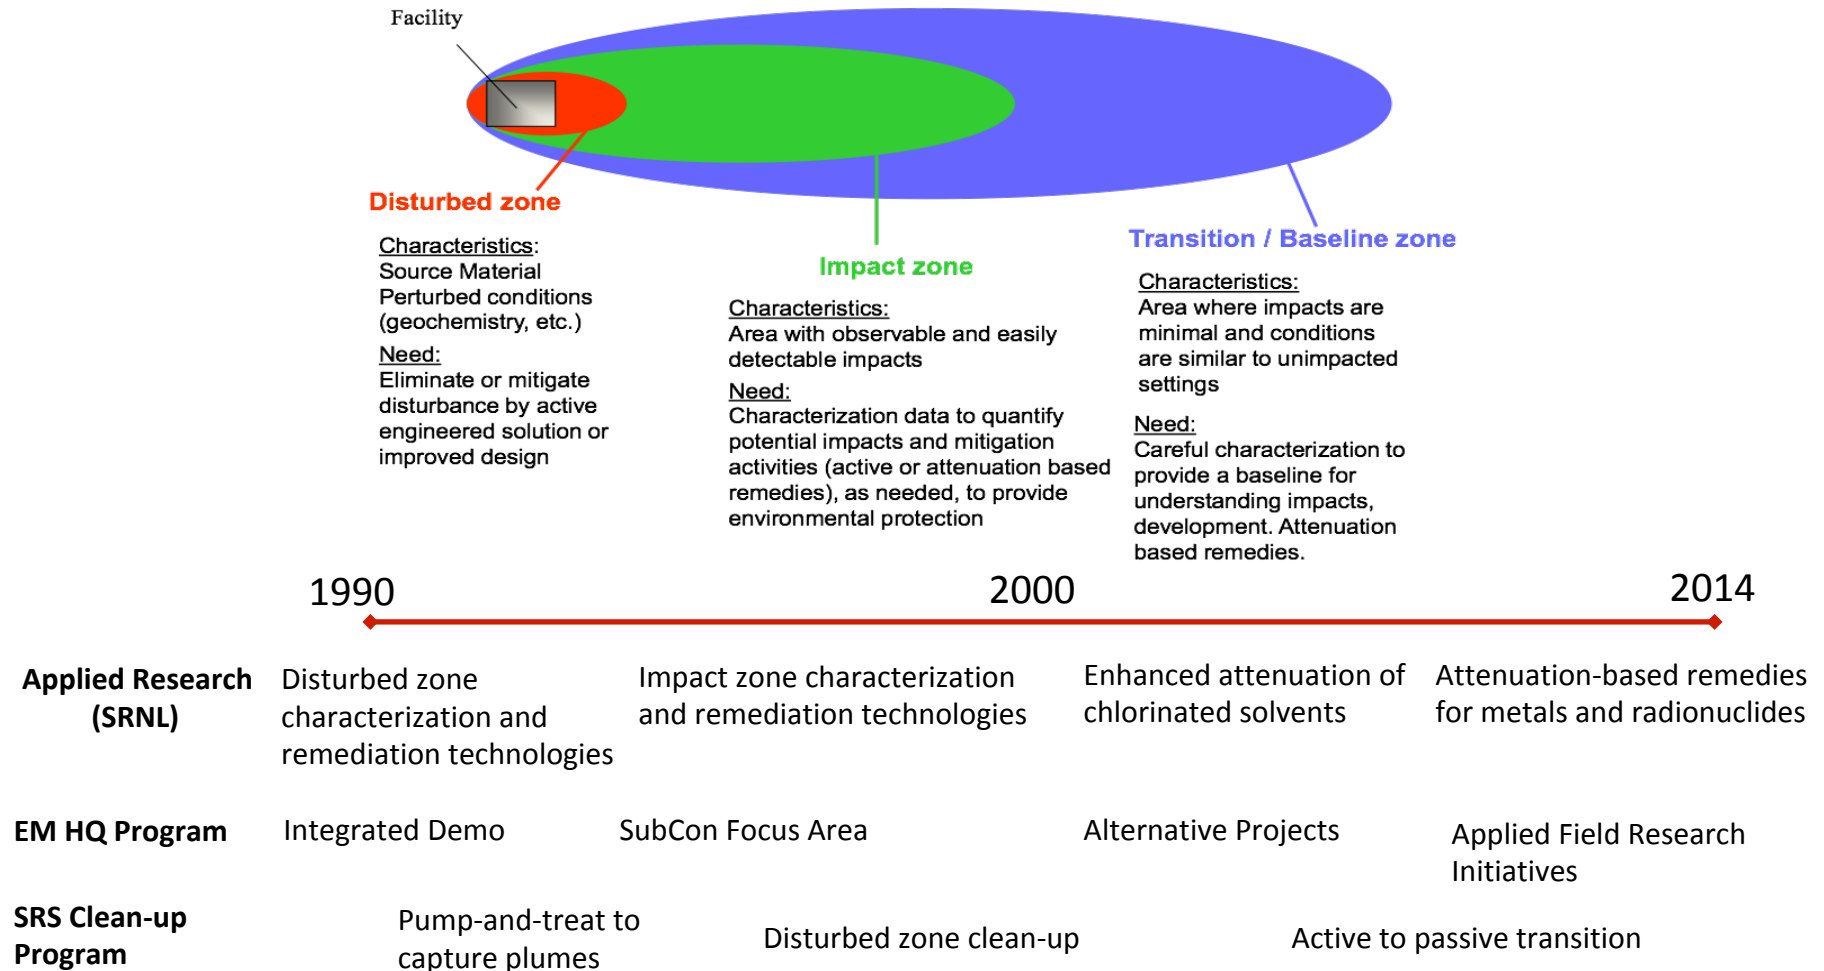 Facility
Disturbed zone
Characteristics:
Source Material
Perturbed conditions
(geochemistry, etc.)
Need:
Eliminate or mitigate
disturbance by active
engineered solution or
improved design
Impact zone
Characteristics:
Area with observable and easily
detectable impacts
Need:
Characterization data to quantify
potential impacts and mitigation
activities (active or attenuation based
remedies), as needed, to provide
environmental protection
Transition / Baseline zone
Characteristics:
Area where impacts are
minimal and conditions
are similar to unimpacted
settings
Need:
Careful characterization to
provide a baseline for
understanding impacts,
development. Attenuation
based remedies.
1990
2000
2014
Applied Research
(SRNL)
Disturbed zone
characterization and
remediation technologies
Impact zone characterization
and remediation technologies
Enhanced attenuation of
chlorinated solvents
Attenuation-based remedies
for metals and radionuclides
EM HQ Program
Integrated Demo
SubCon Focus Area
Alternative Projects
Applied Field Research
Initiatives
SRS Clean-up
Program
Pump-and-treat to
capture plumes
Disturbed zone clean-up
Active to passive transition